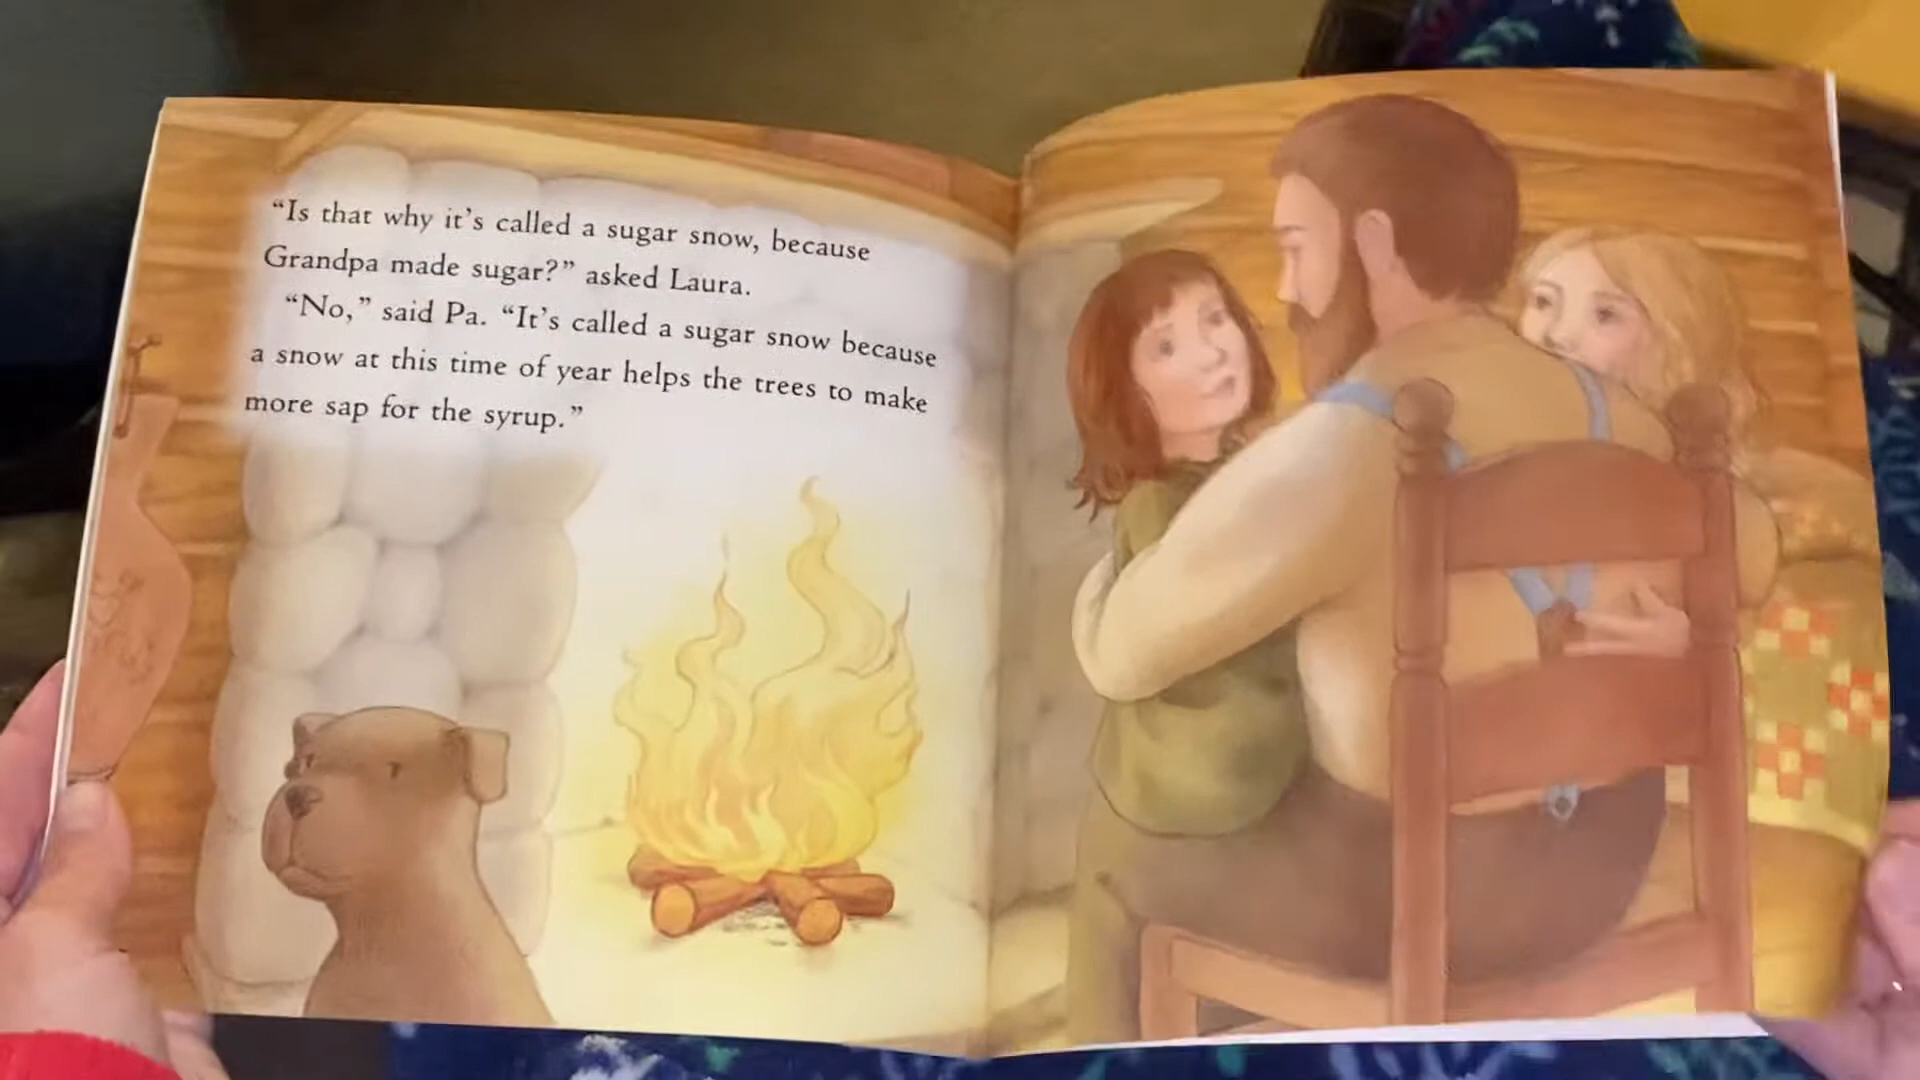 “Is that why it’s called a sugar snow, because
Grandpa made sugar?” asked Laura.
“No,” said Pa. “It’s called a sugar snow because
a snow at this time of year helps the trees to make
more sap for the syrup.”